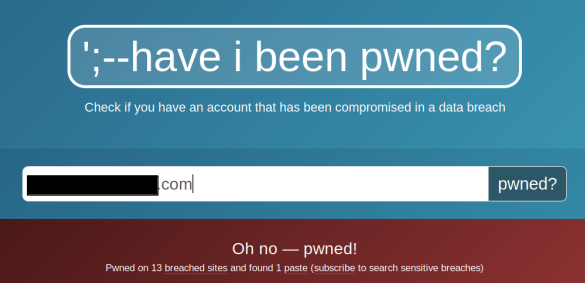 ';--have i been pwned?
Check if you have an account that has been compromised in a data breach
.com
pwned?
Oh no — pwned!
Pwned on 13 breached sites and found 1 paste (subscribe to search sensitive breaches)